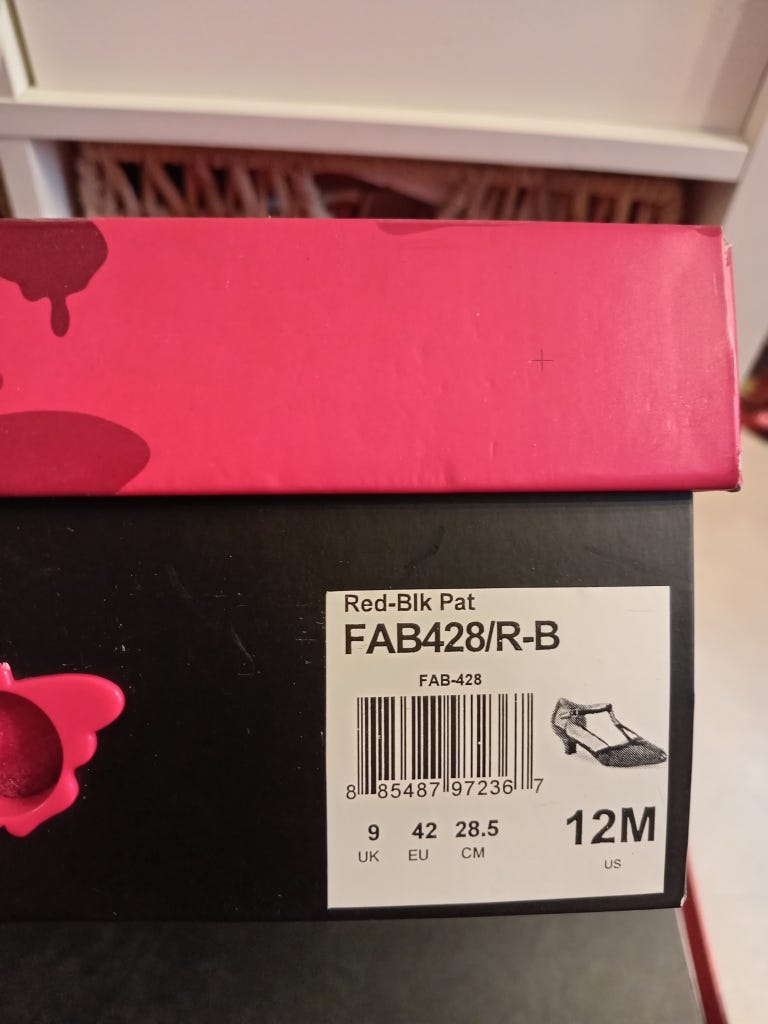 Red-Blk Pat
FAB428/R-B
FAB-428
8 85487 97236 7
9 42 28.5
UK EU CM
12M
US